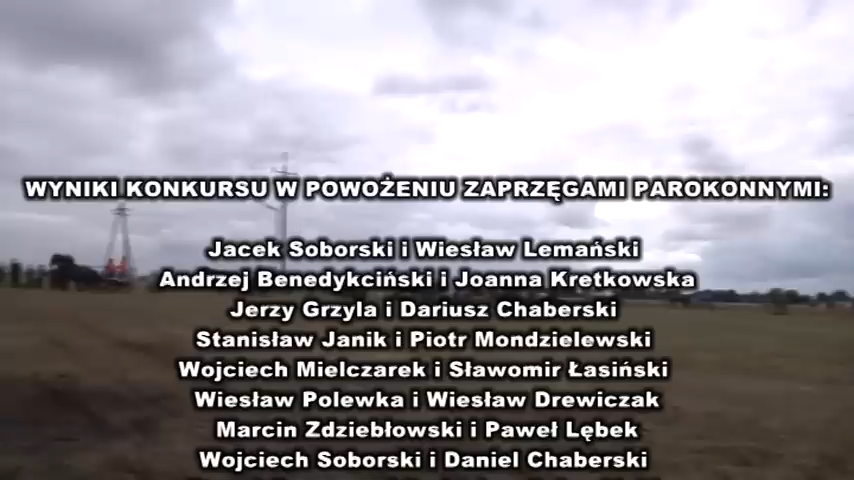 WYNIKI KONKURSU W POWOŻENIU ZAPRZĘGAMI PAROKONNYMI:
Jacek Soborski i Wiesław Lemański
Andrzej Benedykciński i Joanna Kretkowska
Jerzy Grzyla i Dariusz Chaberski
Stanisław Janik i Piotr Mondzielewski
Wojciech Mielczarek i Sławomir Łasiński
Wiesław Polewka i Wiesław Drewiczak
Marcin Zdziebłowski i Paweł Lębek
Wojciech Soborski i Daniel Chaberski